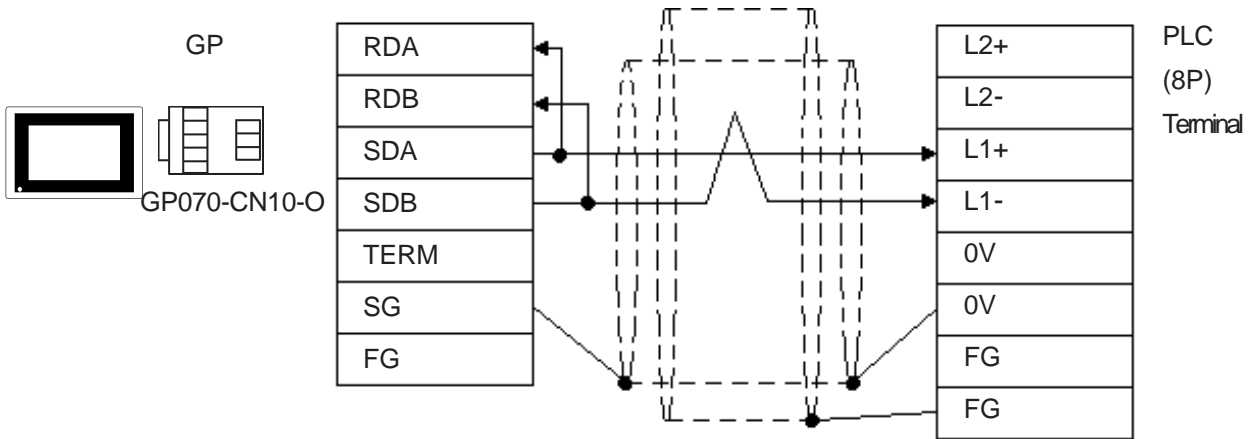 GP
GP070-CN10-O
RDA
RDB
SDA
SDB
TERM
SG
FG
L2+
L2-
L1+
L1-
0V
0V
FG
FG
PLC
(8P)
Terminal